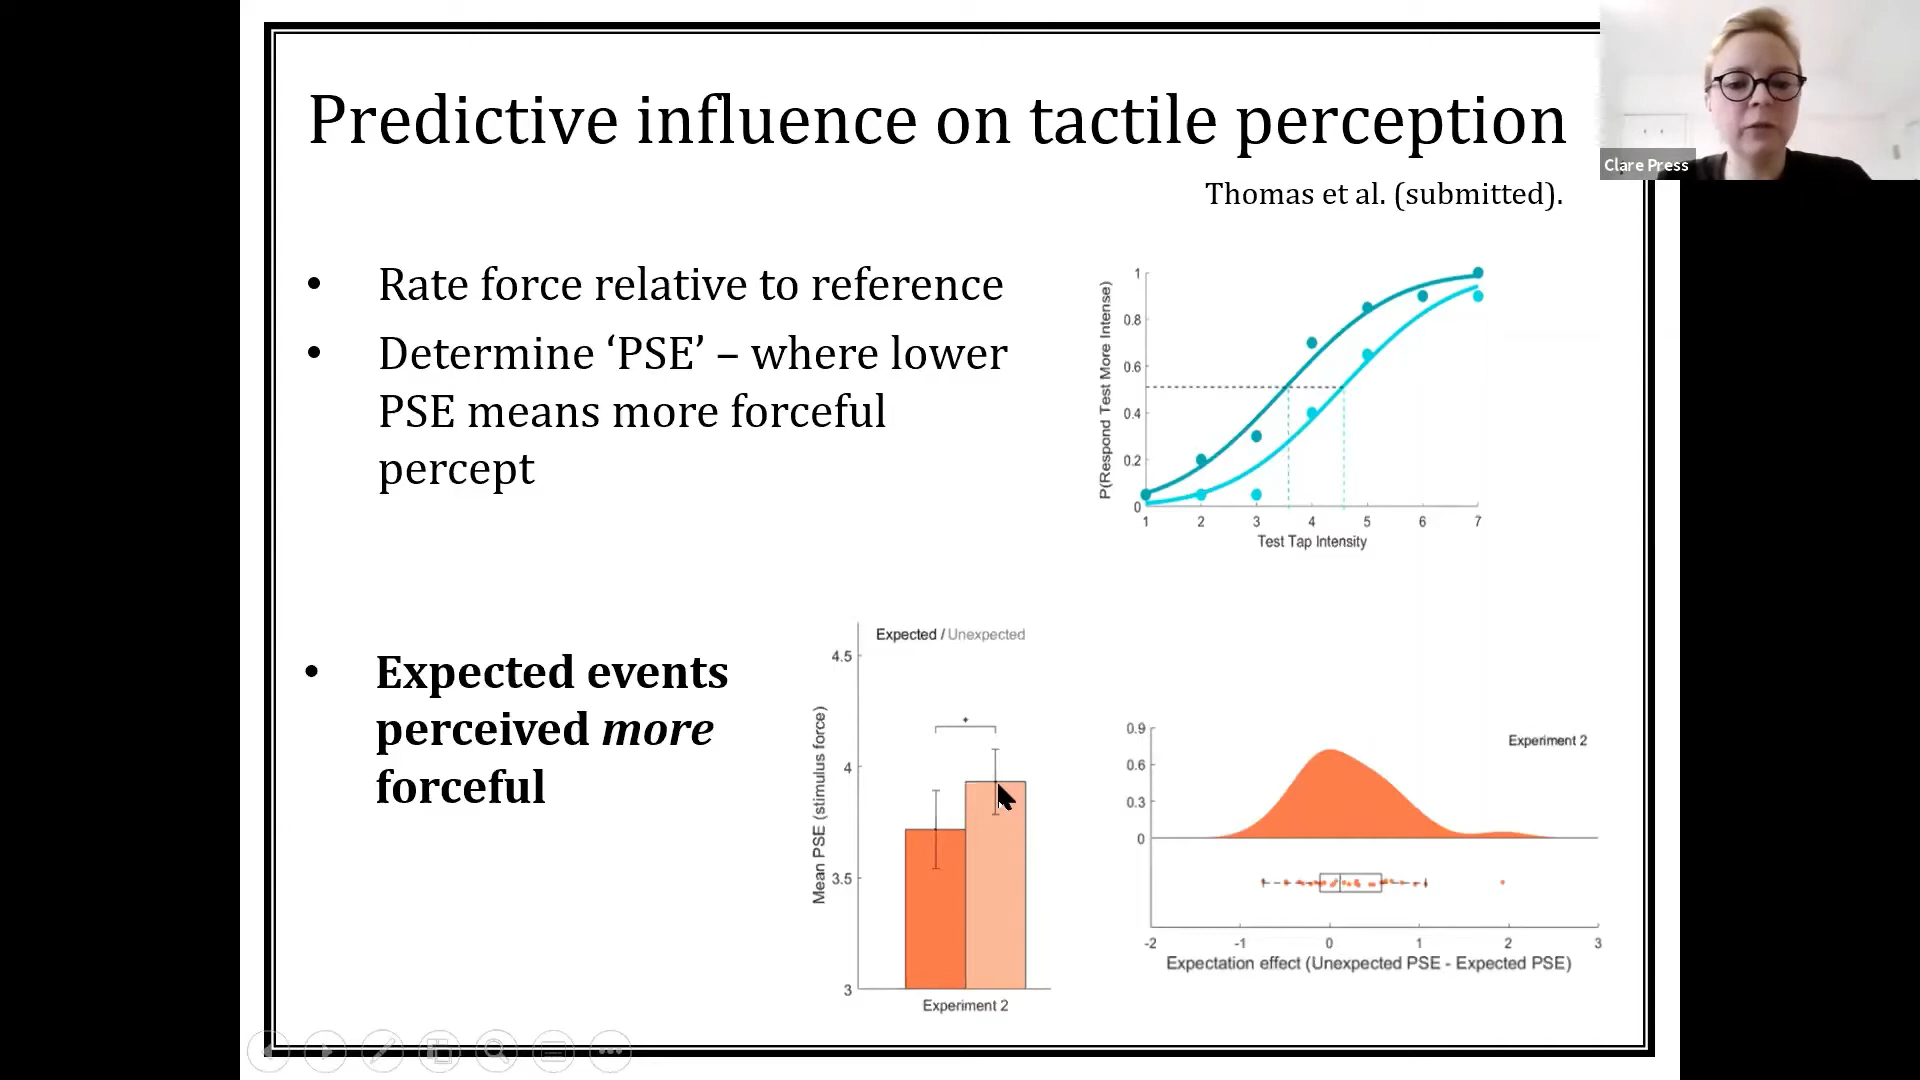 Predictive influence on tactile perception
Clare Press
Thomas et al. (submitted).
• Rate force relative to reference
• Determine ‘PSE’ – where lower
PSE means more forceful
percept
P(Respond Test More Intense)
1
0.8
0.6
0.4
0.2
0
1 2 3 4 5 6 7
Test Tap Intensity
• Expected events
perceived more
forceful
Expected / Unexpected
Mean PSE (stimulus force)
4.5
4
3.5
3
*
Experiment 2
Experiment 2
0.9
0.6
0.3
0
-2 -1 0 1 2 3
Expectation effect (Unexpected PSE - Expected PSE)